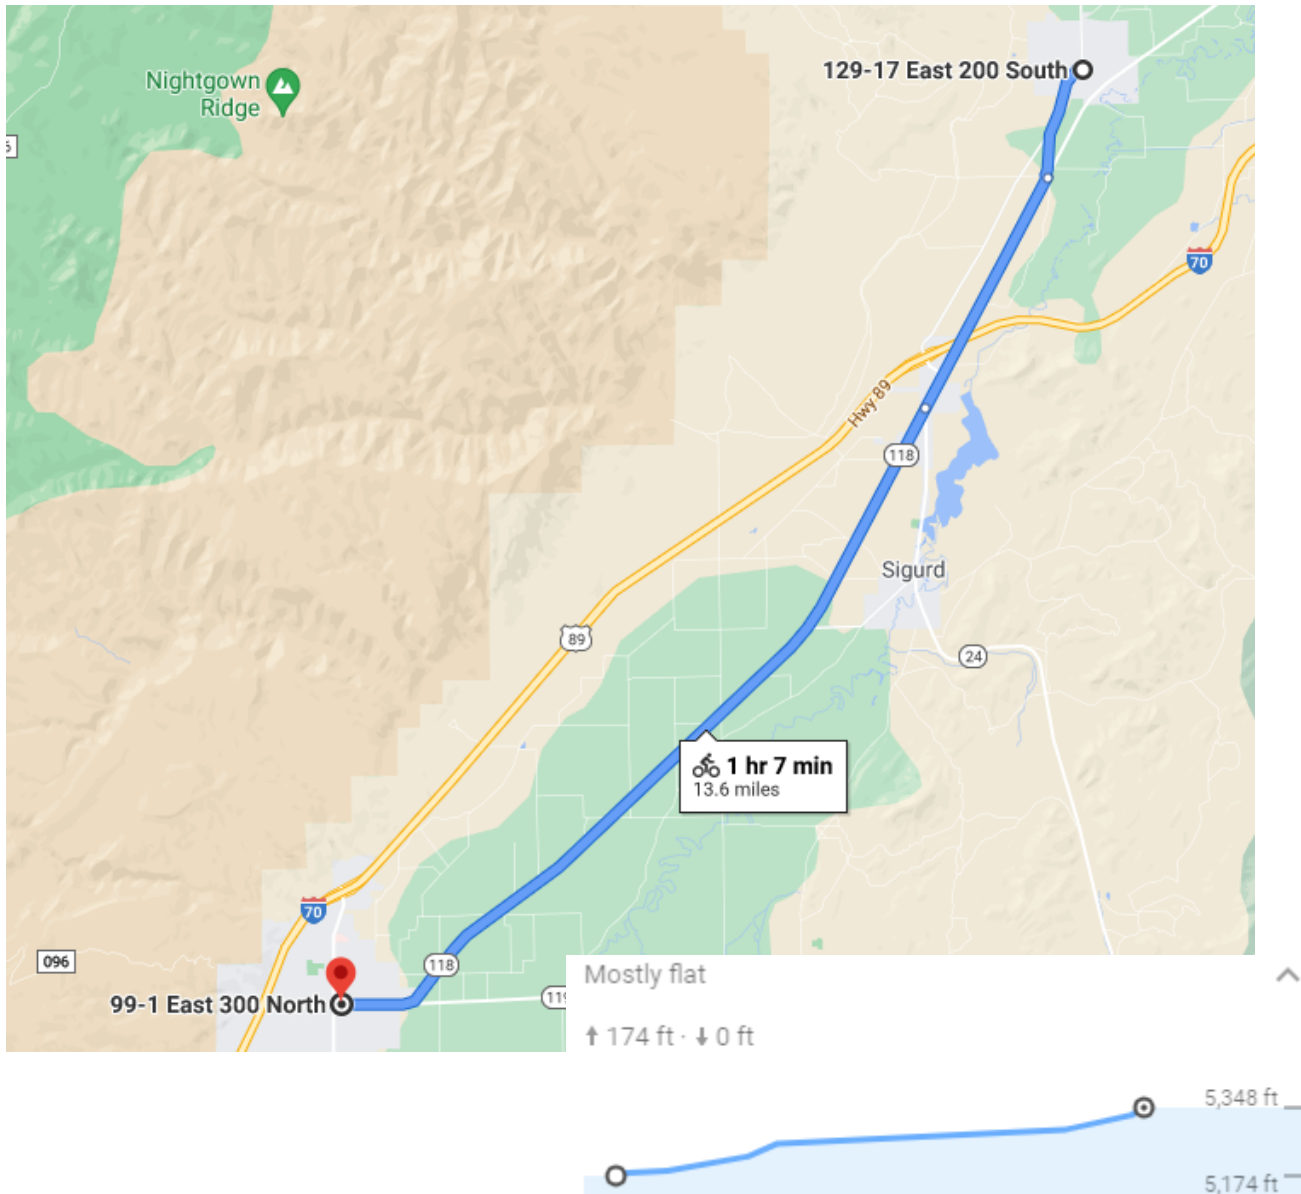 Nightgown
Ridge
129-17 East 200 South
70
Hwy 89
118
Sigurd
89
24
1 hr 7 min
13.6 miles
70
096
118
99-1 East 300 North
Mostly flat
174 ft · 0 ft
5,348 ft
5,174 ft